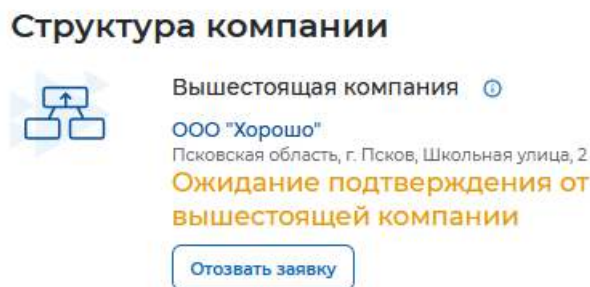 Структура компании
Вышестоящая компания
ООО "Хорошо"
Псковская область, г. Псков, Школьная улица, 2
Ожидание подтверждения от
вышестоящей компании
Отозвать заявку